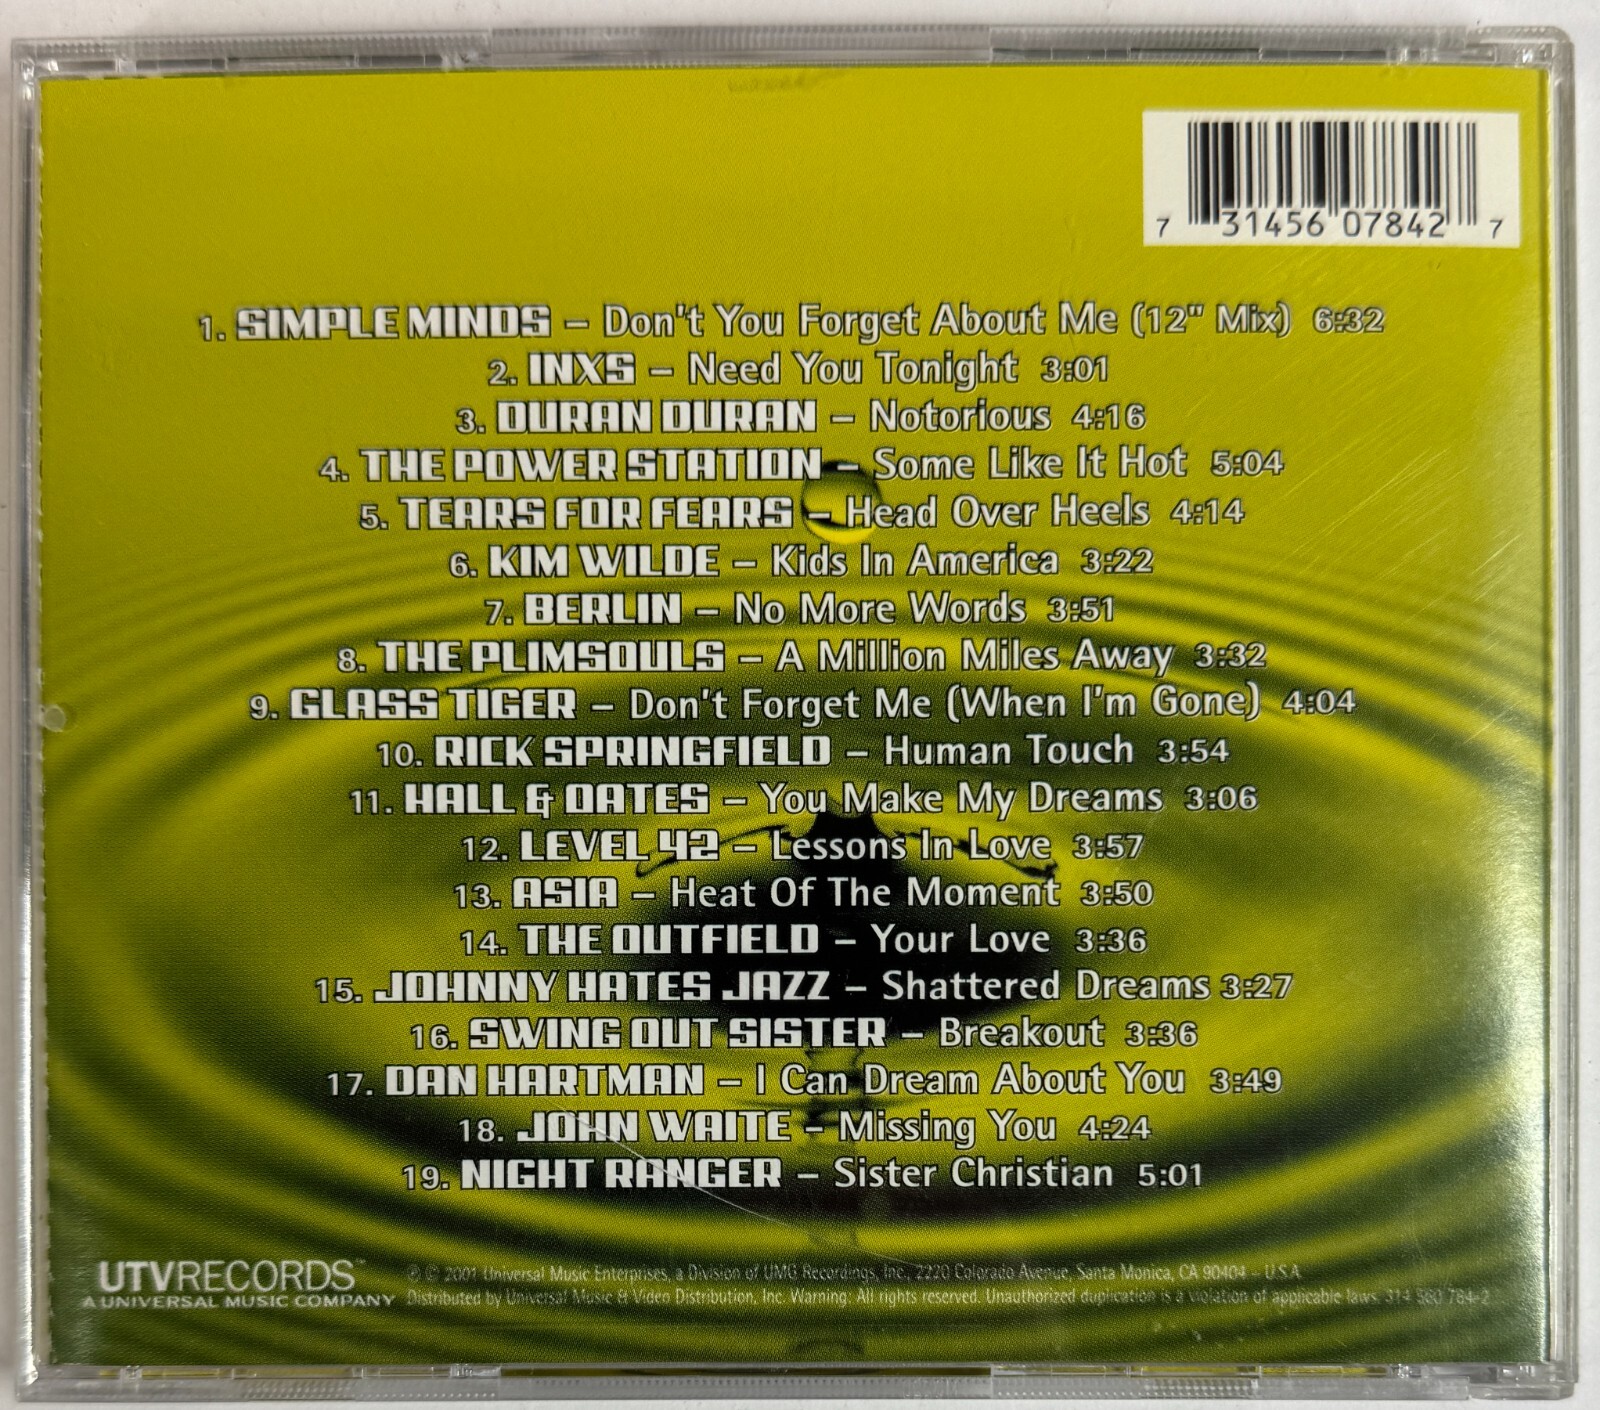 7 31456 07842 7
1. SIMPLE MINDS – Don't You Forget About Me (12" Mix) 6:32
2. INXS – Need You Tonight 3:01
3. DURAN DURAN – Notorious 4:16
4. THE POWER STATION – Some Like It Hot 5:04
5. TEARS FOR FEARS – Head Over Heels 4:14
6. KIM WILDE – Kids In America 3:22
7. BERLIN – No More Words 3:51
8. THE PLIMSOULS – A Million Miles Away 3:32
9. GLASS TIGER – Don't Forget Me (When I'm Gone) 4:04
10. RICK SPRINGFIELD – Human Touch 3:54
11. HALL & OATES – You Make My Dreams 3:06
12. LEVEL 42 – Lessons In Love 3:57
13. ASIA – Heat Of The Moment 3:50
14. THE OUTFIELD – Your Love 3:36
15. JOHNNY HATES JAZZ – Shattered Dreams 3:27
16. SWING OUT SISTER – Breakout 3:36
17. DAN HARTMAN – I Can Dream About You 3:49
18. JOHN WAITE – Missing You 4:24
19. NIGHT RANGER – Sister Christian 5:01
UTVRECORDS™
A UNIVERSAL MUSIC COMPANY
℗ © 2001 Universal Music Enterprises, a Division of UMG Recordings, Inc., 2220 Colorado Avenue, Santa Monica, CA 90404 – U.S.A.
Distributed by Universal Music & Video Distribution, Inc. Warning: All rights reserved. Unauthorized duplication is a violation of applicable laws. 314 560 784-2